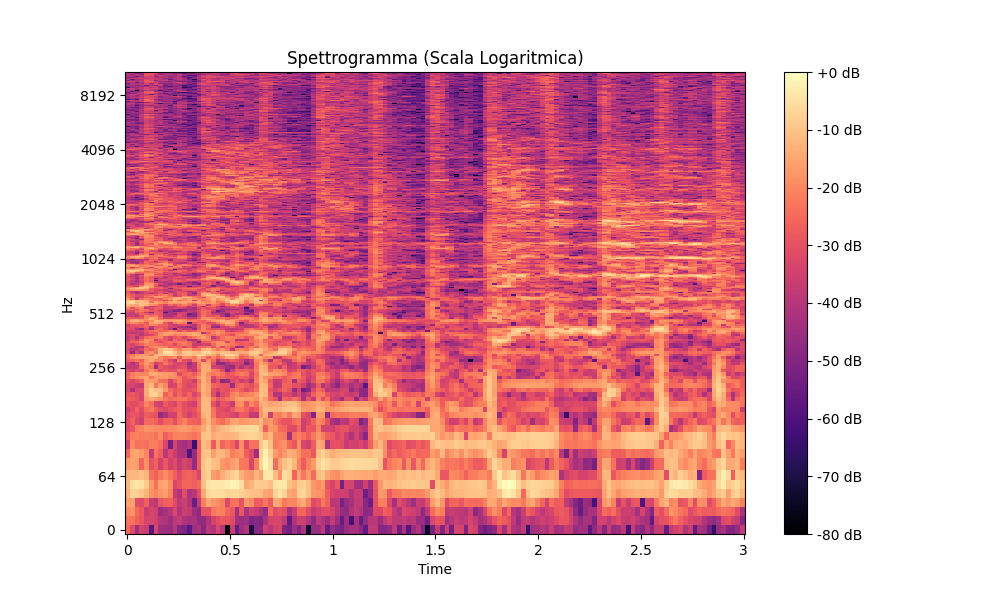 Spettrogramma (Scala Logaritmica)
Hz
8192
4096
2048
1024
512
256
128
64
0
0 0.5 1 1.5 2 2.5 3
Time
+0 dB
-10 dB
-20 dB
-30 dB
-40 dB
-50 dB
-60 dB
-70 dB
-80 dB